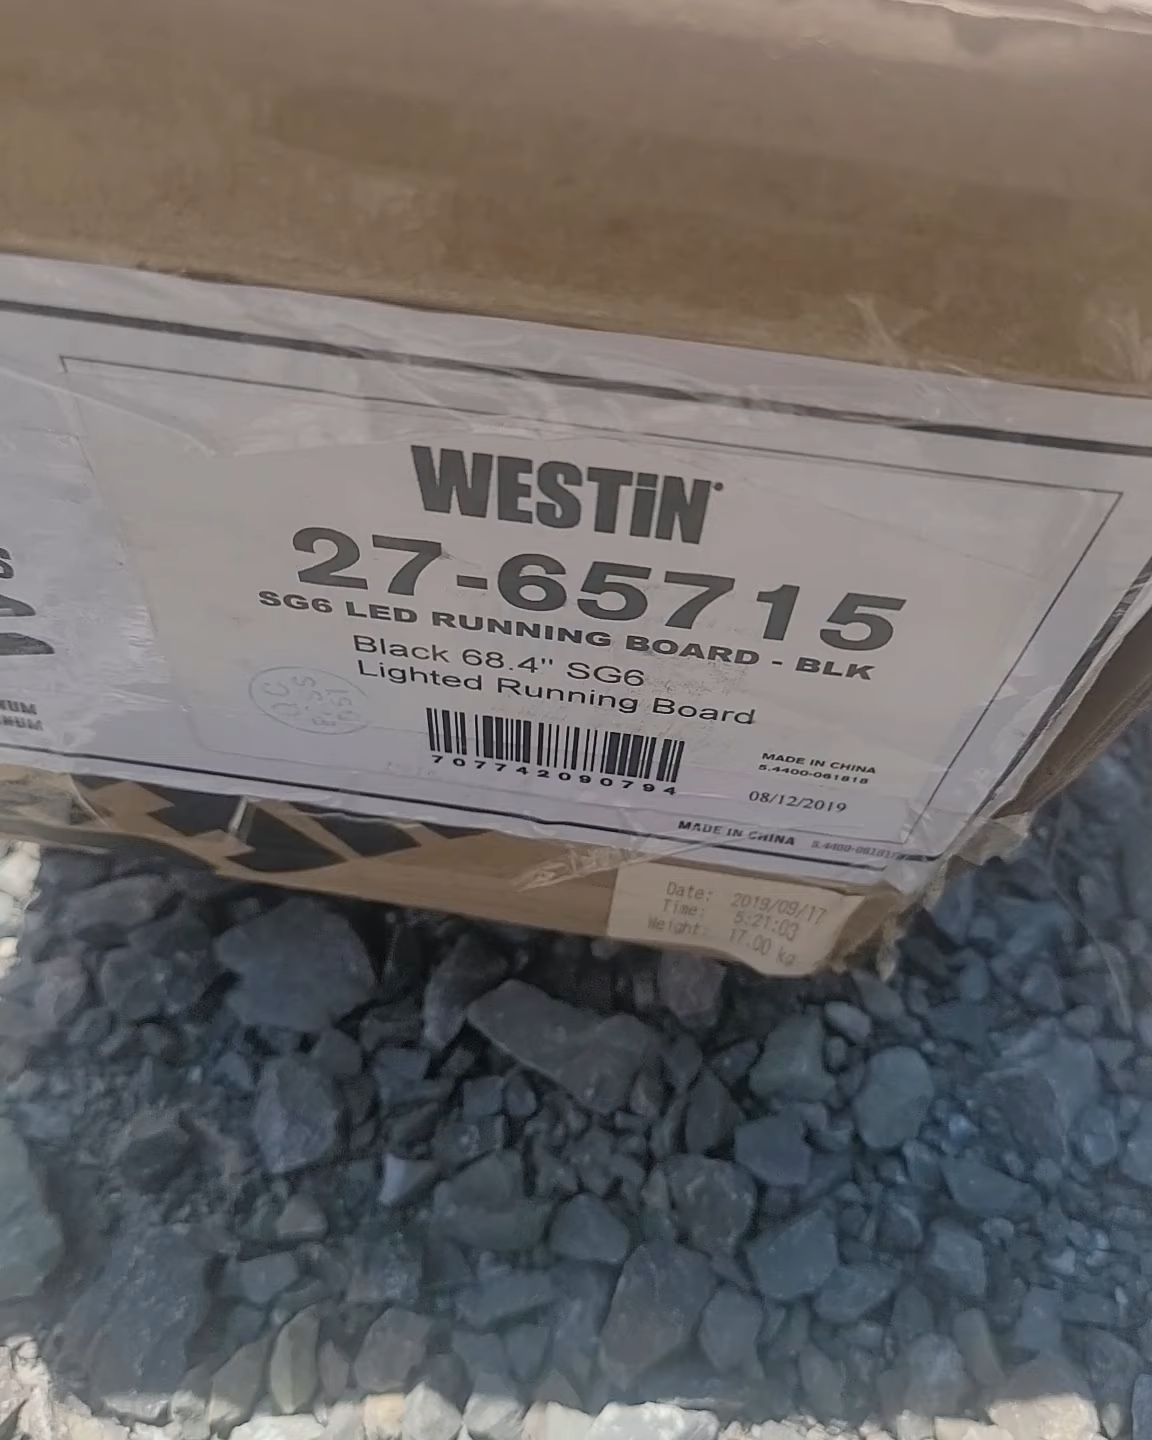 WESTiN
27-65715
SG6 LED RUNNING BOARD - BLK
Black 68.4" SG6
Lighted Running Board
707742090794
MADE IN CHINA
5.4400-061818
08/12/2019
MADE IN CHINA
Date: 2019/09/17
Time: 5:21:03
Weight: 17.00 kg